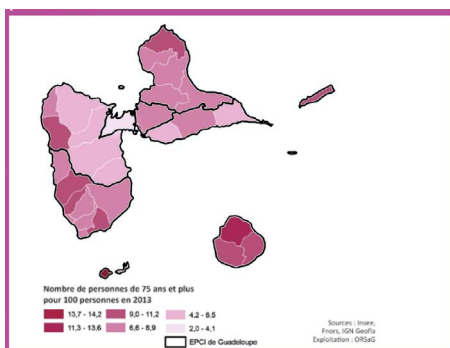 Nombre de personnes de 75 ans et plus
pour 100 personnes en 2013
13,7 - 14,2
9,0 - 11,2
4,2 - 6,5
11,3 - 13,6
6,6 - 8,9
2,0 - 4,1
EPCI de Guadeloupe
Sources : Insee,
Fnors, IGN Geofla
Exploitation : ORSaG